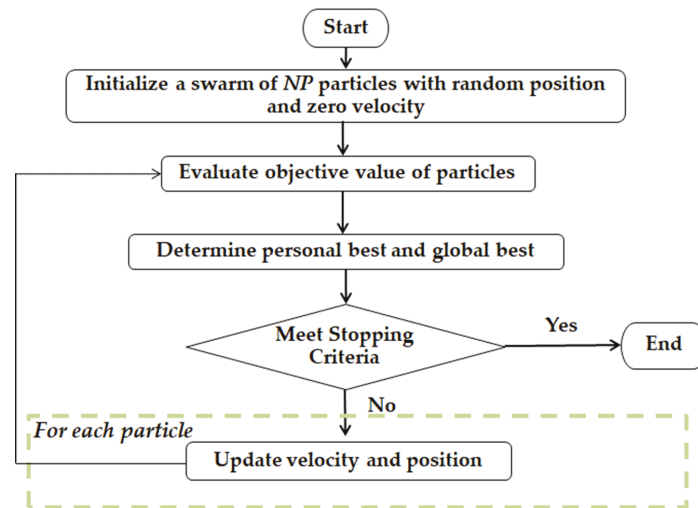 Start
Initialize a swarm of NP particles with random position
and zero velocity
Evaluate objective value of particles
Determine personal best and global best
Meet Stopping
Criteria
Yes
End
No
For each particle
Update velocity and position